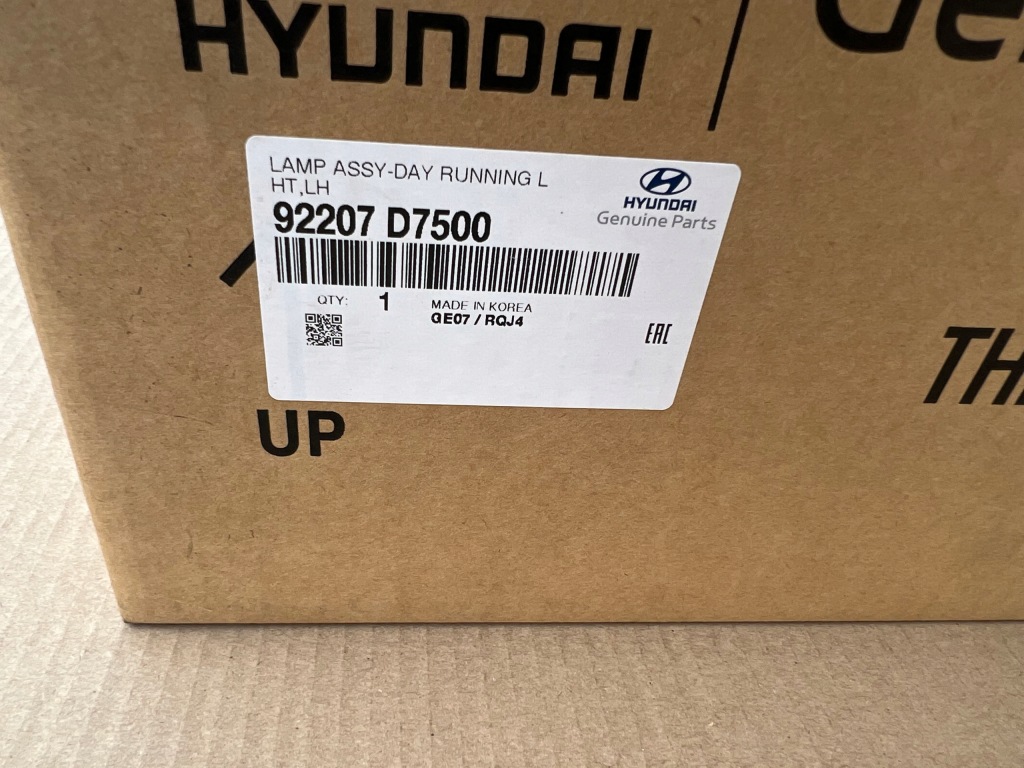 HYUNDAI
LAMP ASSY-DAY RUNNING L
HT,LH
92207 D7500
HYUNDAI
Genuine Parts
QTY: 1 MADE IN KOREA
GE07 / RQJ4
EAC
UP